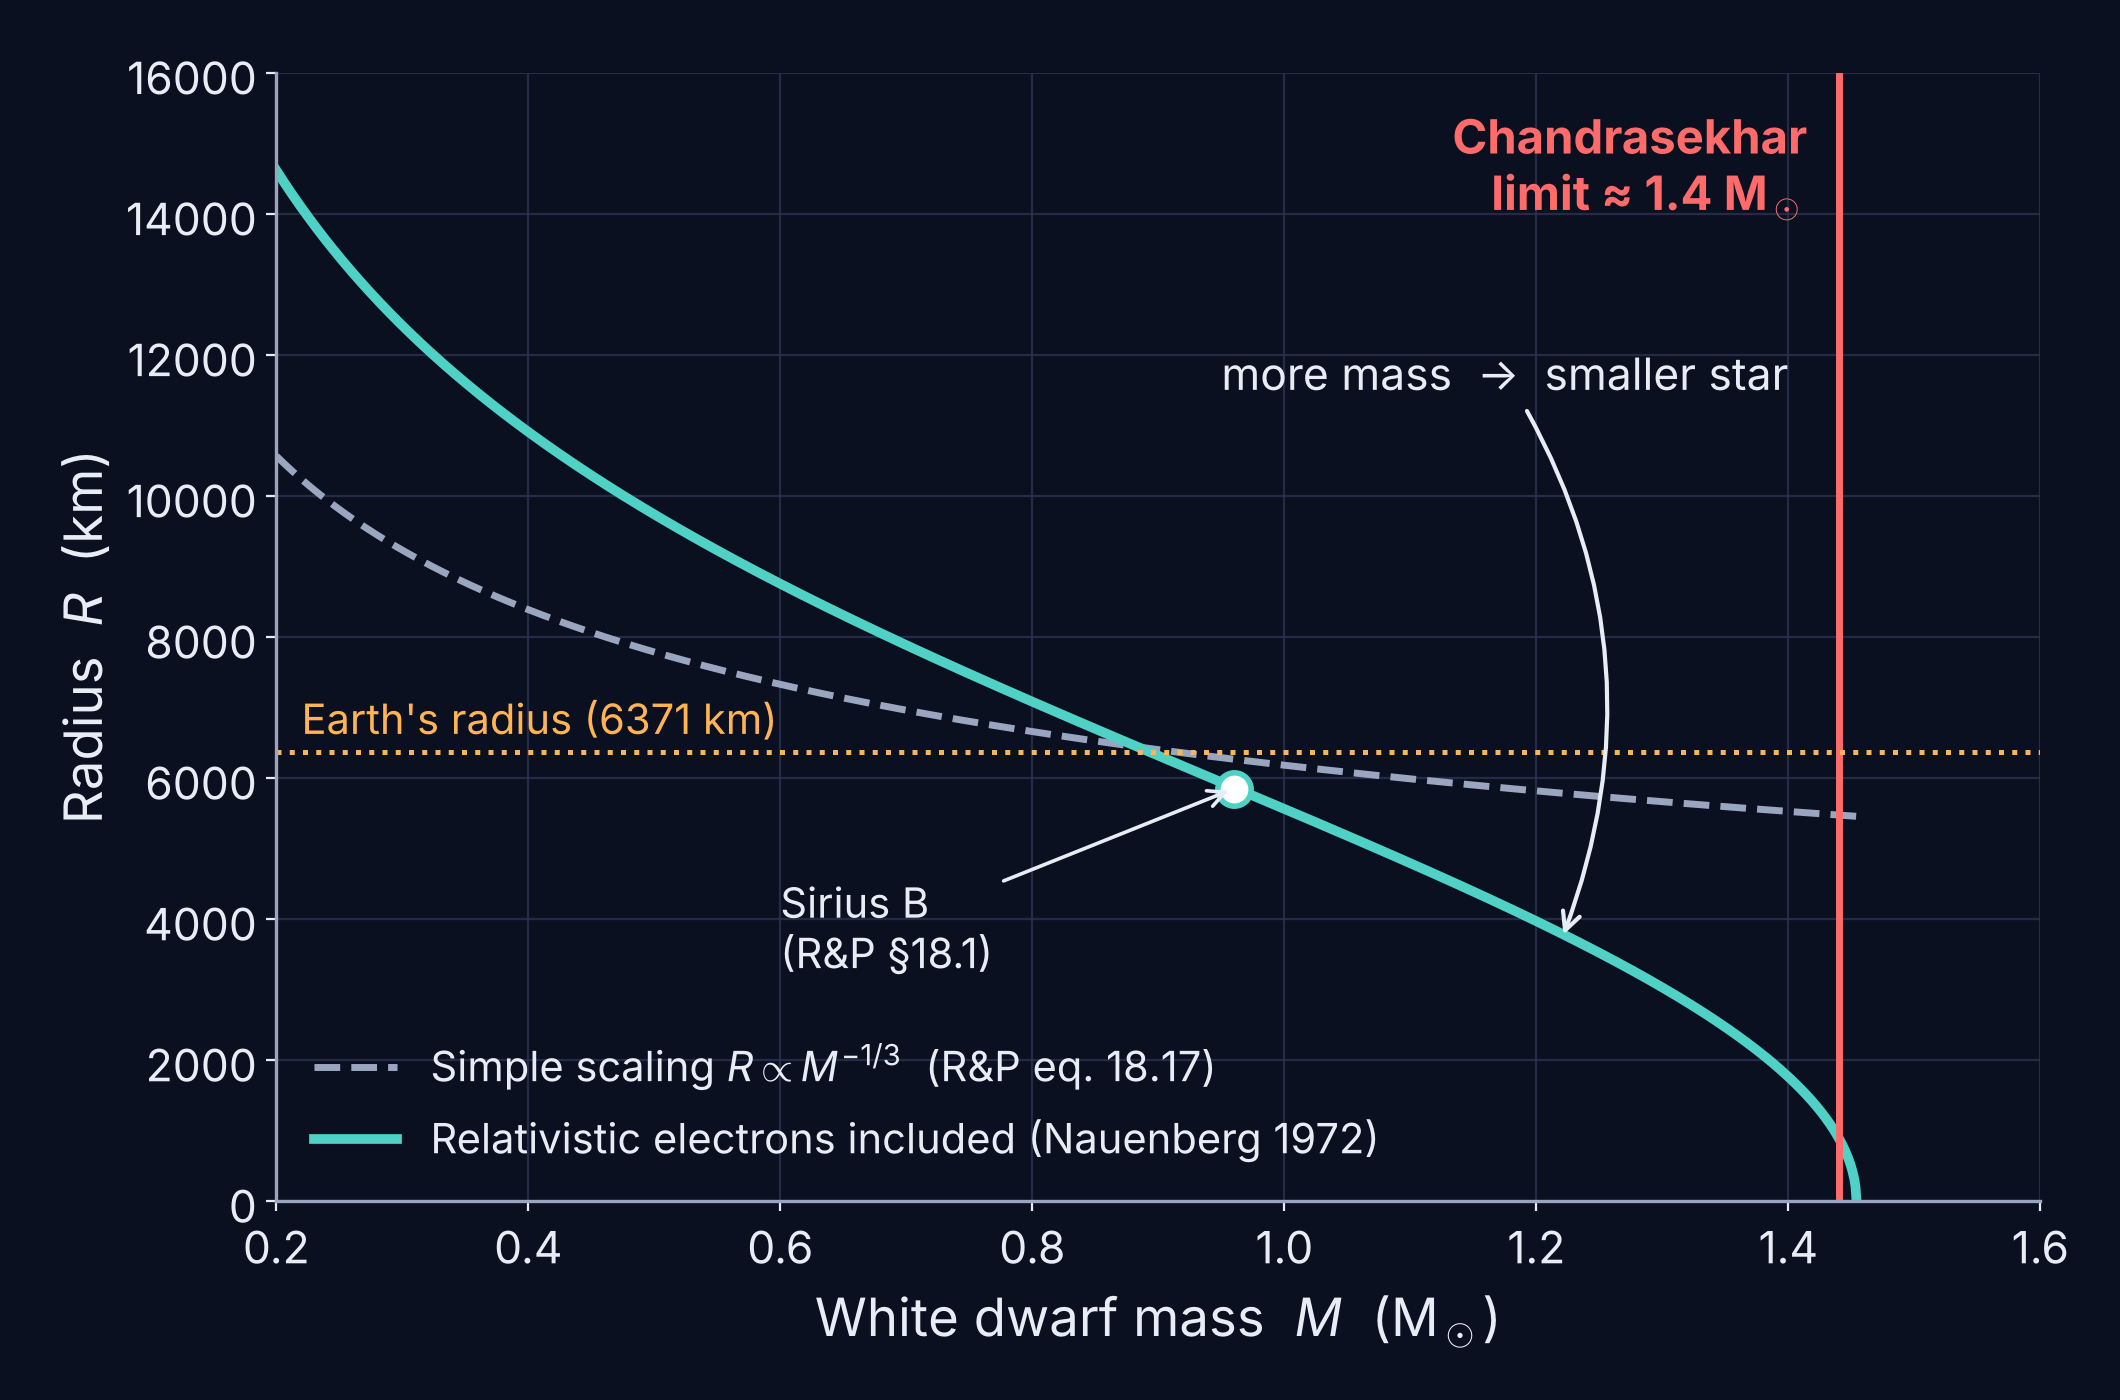 16000
14000
12000
10000
8000
6000
4000
2000
0
Radius R (km)
Chandrasekhar
limit ≈ 1.4 M☉
more mass → smaller star
Earth's radius (6371 km)
Sirius B
(R&P §18.1)
Simple scaling R ∝ M⁻¹/³ (R&P eq. 18.17)
Relativistic electrons included (Nauenberg 1972)
0.2 0.4 0.6 0.8 1.0 1.2 1.4 1.6
White dwarf mass M (M☉)